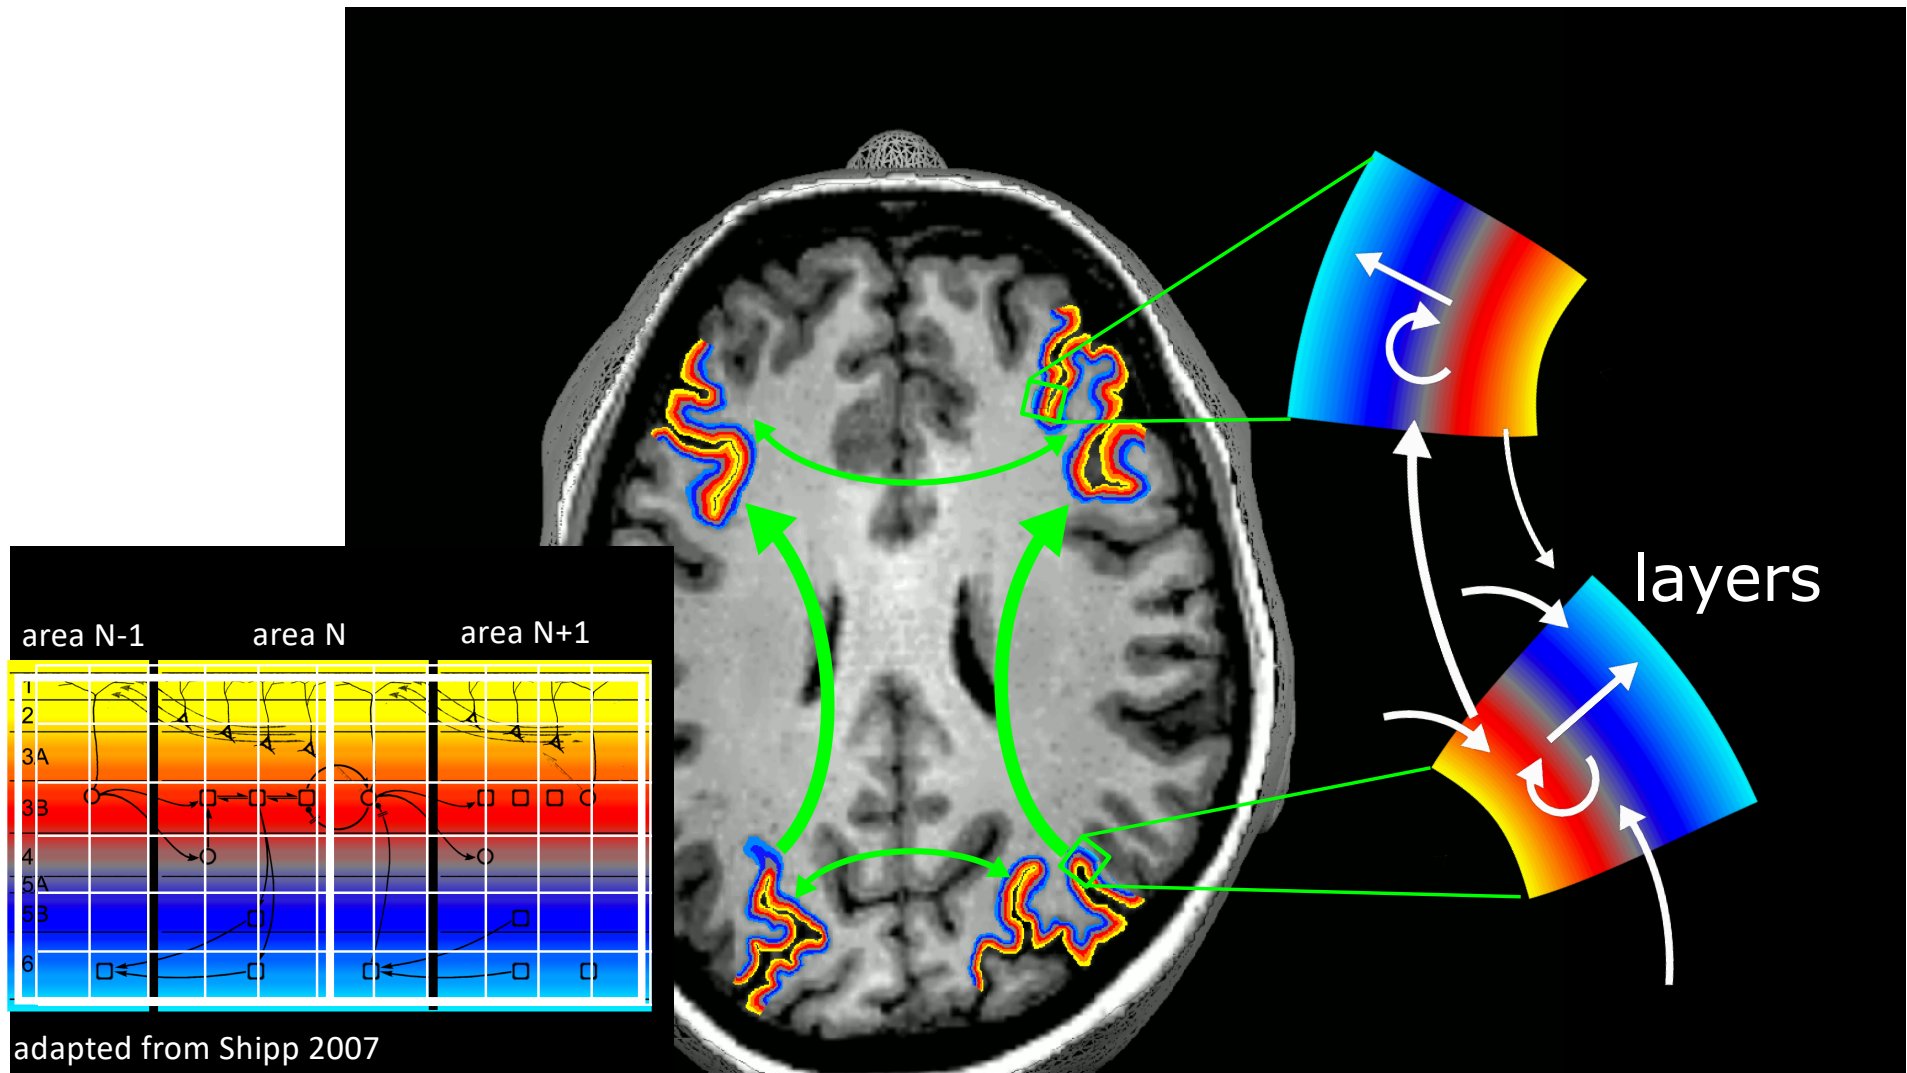 layers
area N-1 area N area N+1
1
2
3A
3B
4
5A
5B
6
adapted from Shipp 2007